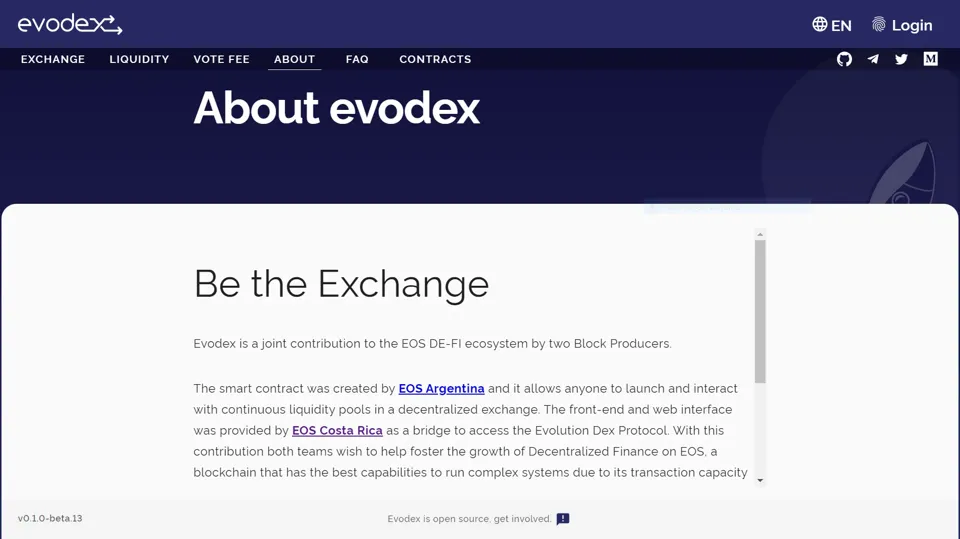 evodex
EN
Login
EXCHANGE
LIQUIDITY
VOTE FEE
ABOUT
FAQ
CONTRACTS
About evodex
Be the Exchange
Evodex is a joint contribution to the EOS DE-FI ecosystem by two Block Producers.
The smart contract was created by EOS Argentina and it allows anyone to launch and interact
with continuous liquidity pools in a decentralized exchange. The front-end and web interface
was provided by EOS Costa Rica as a bridge to access the Evolution Dex Protocol. With this
contribution both teams wish to help foster the growth of Decentralized Finance on EOS, a
blockchain that has the best capabilities to run complex systems due to its transaction capacity
v0.1.0-beta.13
Evodex is open source, get involved.